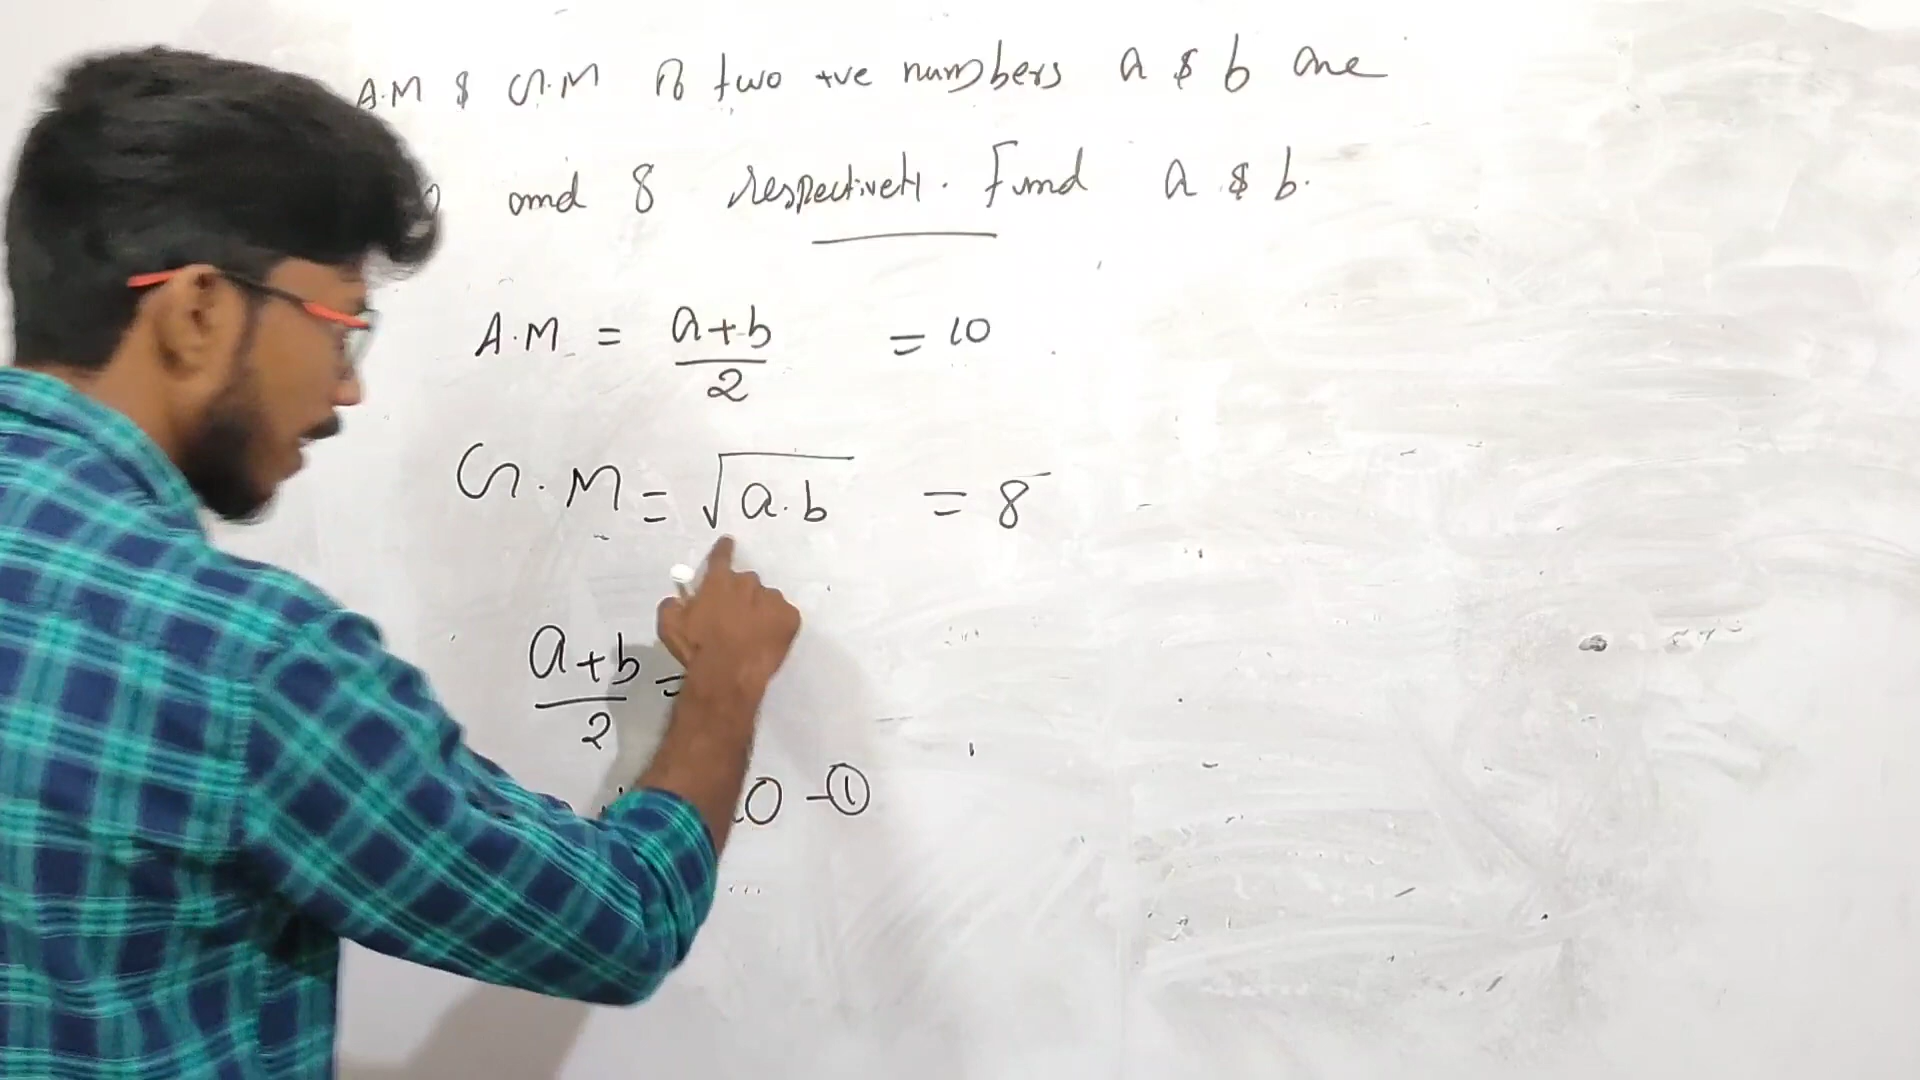 A.M & G.M of two +ve numbers a & b are
and 8 respectively. Find a & b.
A.M = a+b/2 = 10
G.M = √a.b = 8
a+b/2 =
0 - ①